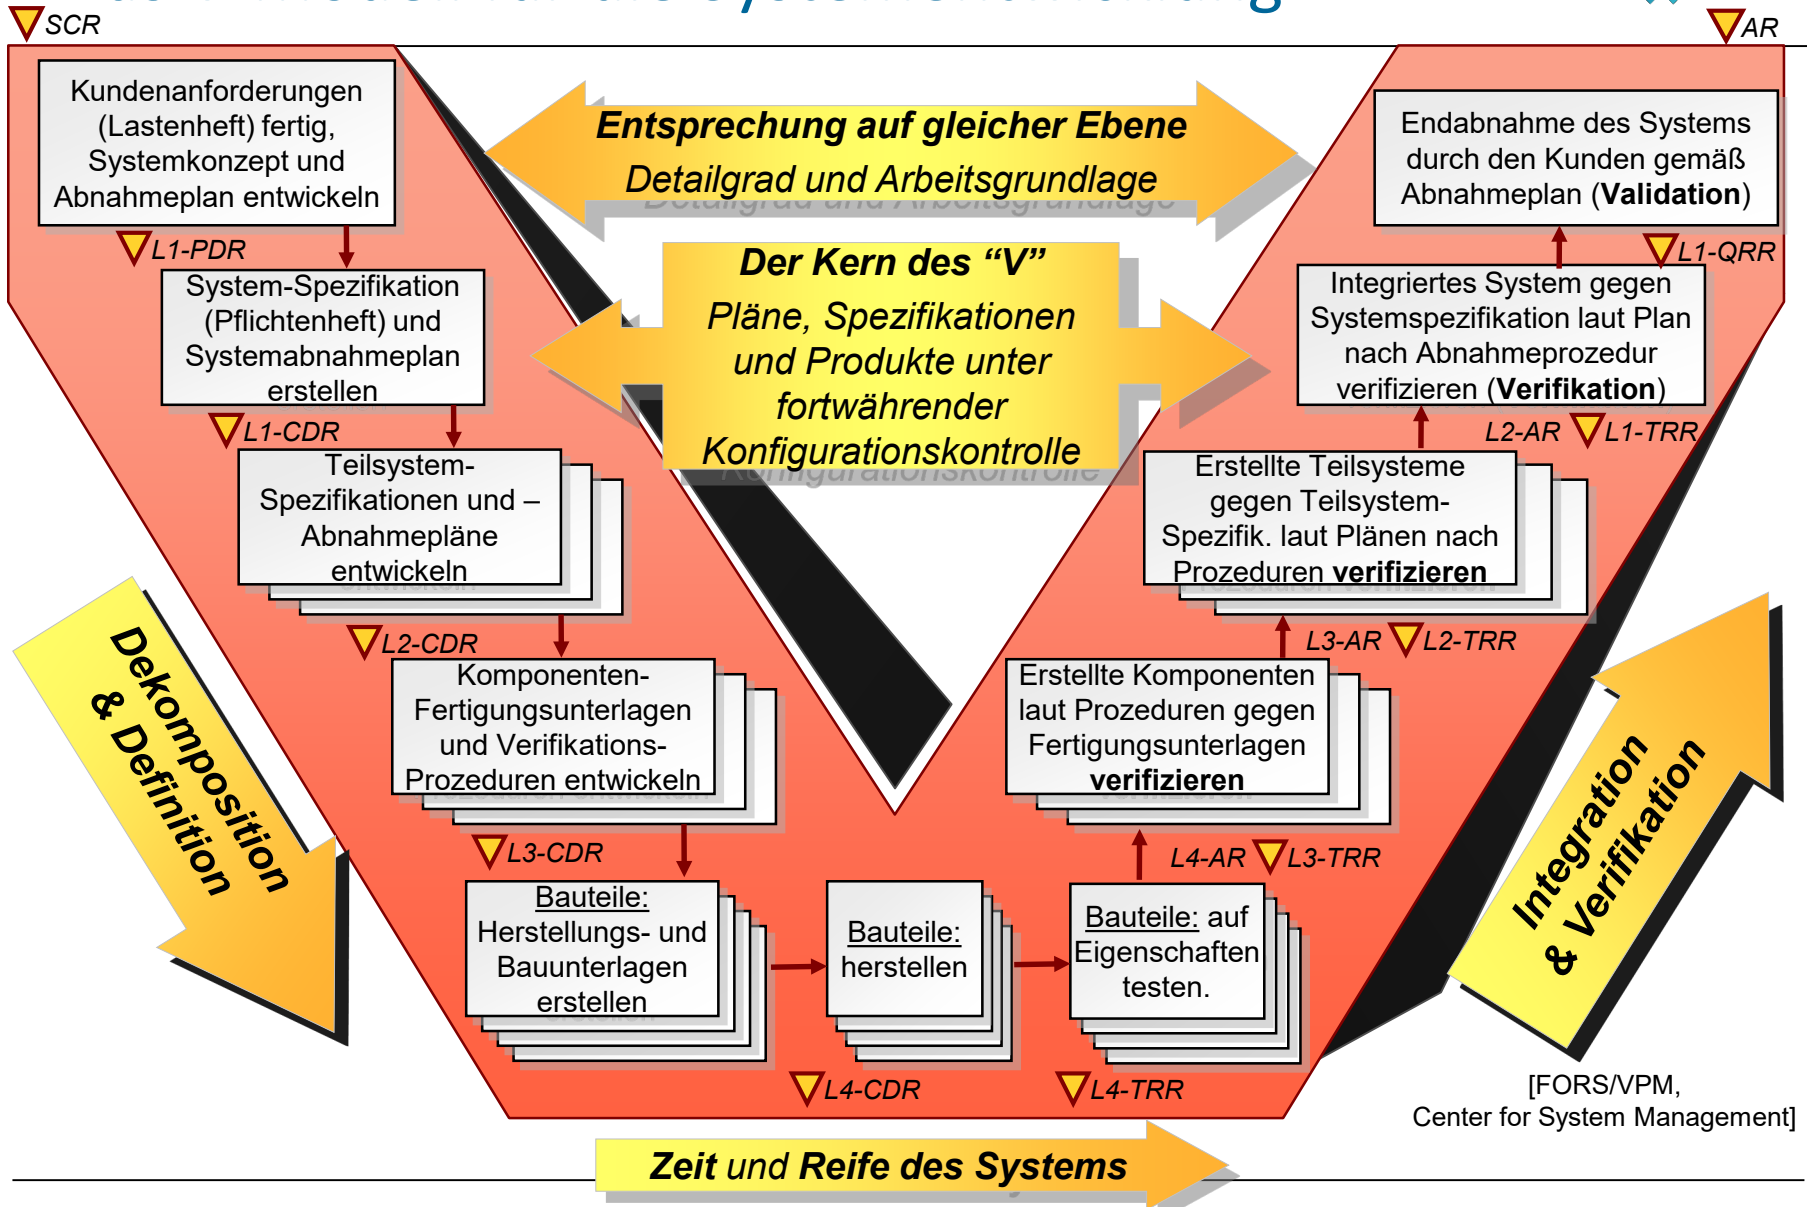 SCR
AR
Kundenanforderungen
(Lastenheft) fertig,
Systemkonzept und
Abnahmeplan entwickeln
Entsprechung auf gleicher Ebene
Detailgrad und Arbeitsgrundlage
Endabnahme des Systems
durch den Kunden gemäß
Abnahmeplan (Validation)
L1-PDR
L1-QRR
System-Spezifikation
(Pflichtenheft) und
Systemabnahmeplan
erstellen
Der Kern des “V”
Pläne, Spezifikationen
und Produkte unter
fortwährender
Konfigurationskontrolle
Integriertes System gegen
Systemspezifikation laut Plan
nach Abnahmeprozedur
verifizieren (Verifikation)
L1-CDR
L2-AR
L1-TRR
Teilsystem-
Spezifikationen und –
Abnahmepläne
entwickeln
Erstellte Teilsysteme
gegen Teilsystem-
Spezifik. laut Plänen nach
Prozeduren verifizieren
L2-CDR
L3-AR
L2-TRR
Dekomposition
& Definition
Komponenten-
Fertigungsunterlagen
und Verifikations-
Prozeduren entwickeln
Erstellte Komponenten
laut Prozeduren gegen
Fertigungsunterlagen
verifizieren
Integration
& Verifikation
L3-CDR
L4-AR
L3-TRR
Bauteile:
Herstellungs- und
Bauunterlagen
erstellen
Bauteile:
herstellen
Bauteile: auf
Eigenschaften
testen.
L4-CDR
L4-TRR
[FORS/VPM,
Center for System Management]
Zeit und Reife des Systems